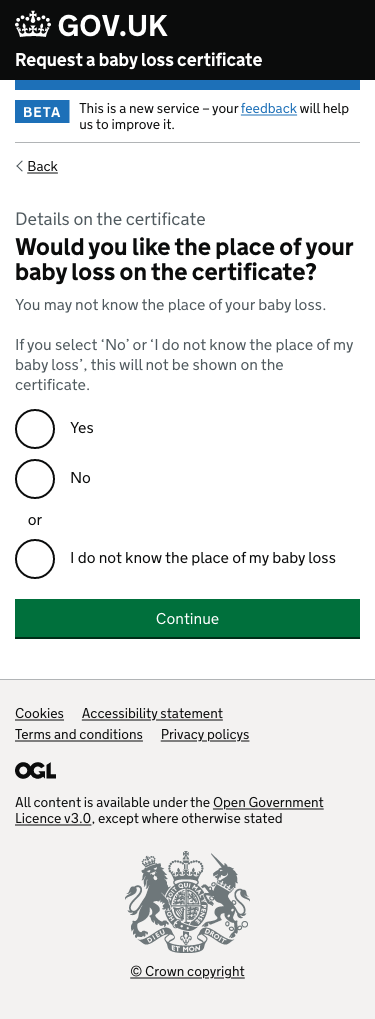 GOV.UK
Request a baby loss certificate
BETA
This is a new service – your feedback will help
us to improve it.
Back
Details on the certificate
Would you like the place of your
baby loss on the certificate?
You may not know the place of your baby loss.
If you select ‘No’ or ‘I do not know the place of my
baby loss’, this will not be shown on the
certificate.
Yes
No
or
I do not know the place of my baby loss
Continue
Cookies Accessibility statement
Terms and conditions Privacy policys
OGL
All content is available under the Open Government
Licence v3.0, except where otherwise stated
DIEU ET MON DROIT
© Crown copyright